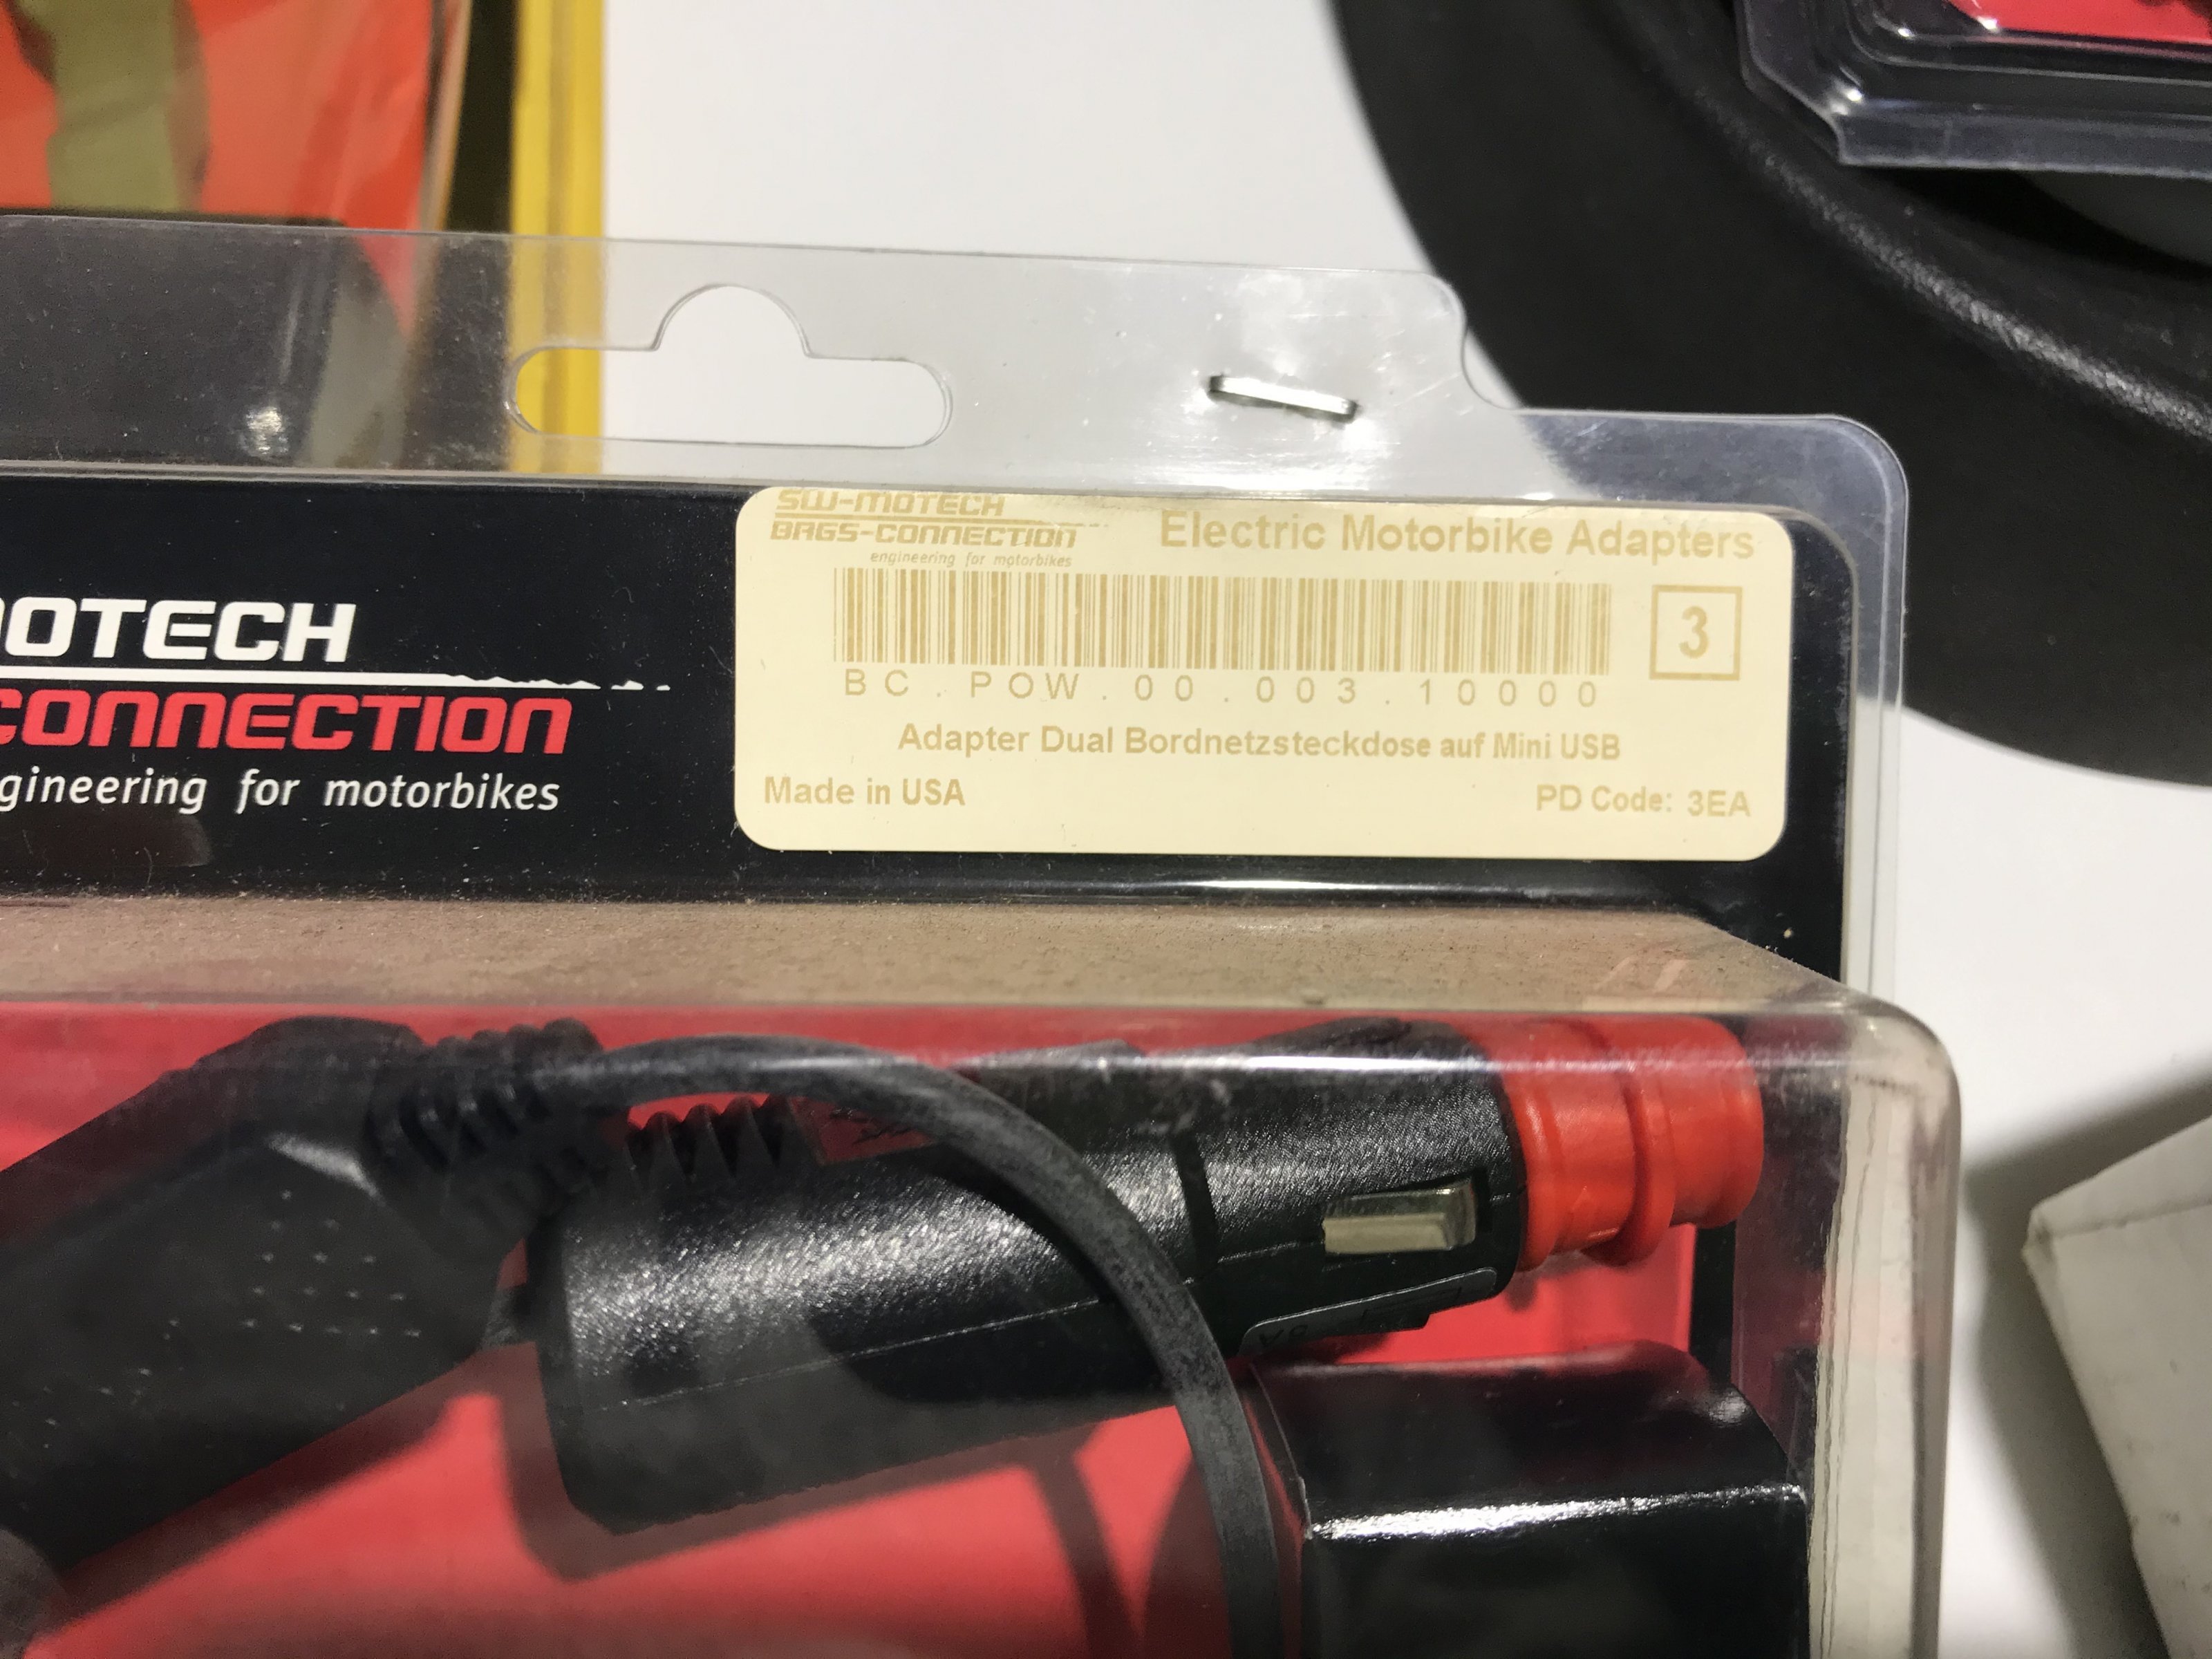 OTECH
CONNECTION
gineering for motorbikes
SW-MOTECH
BAGS-CONNECTION
engineering for motorbikes
Electric Motorbike Adapters
3
BC.POW.00.003.10000
Adapter Dual Bordnetzsteckdose auf Mini USB
Made in USA
PD Code: 3EA